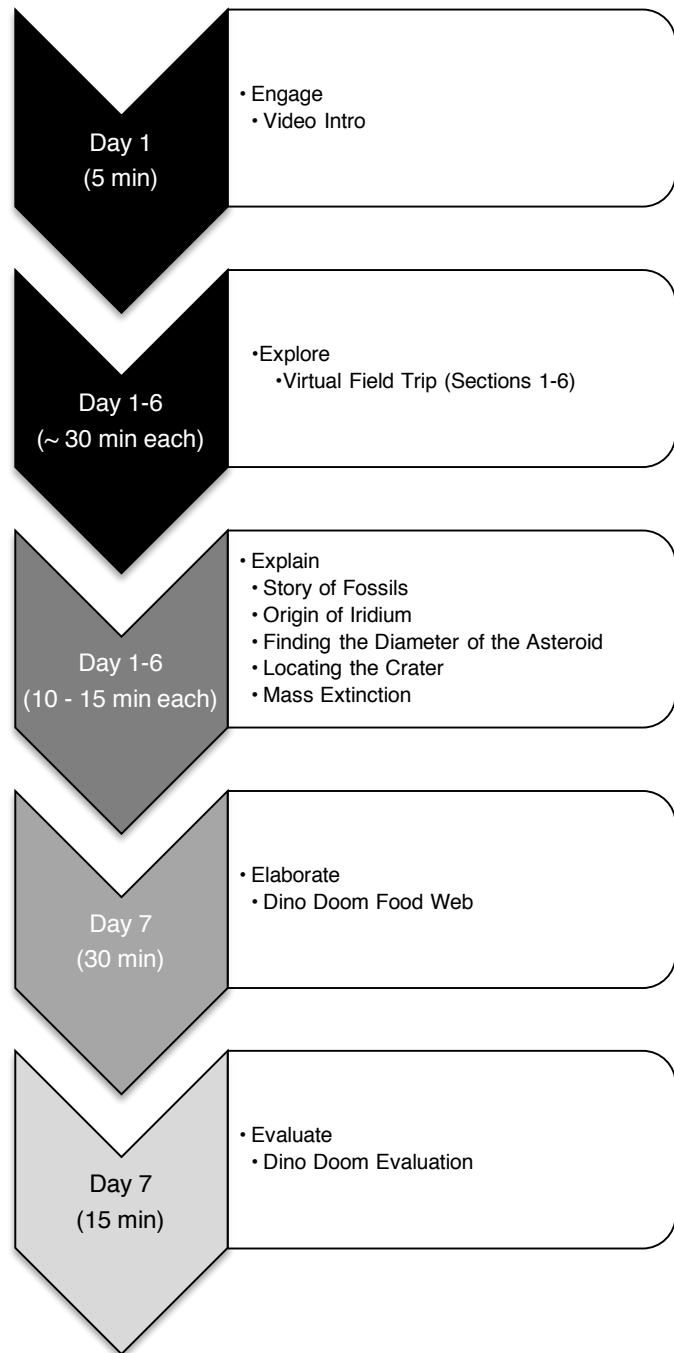 Day 1
(5 min)
• Engage
• Video Intro
Day 1-6
(~ 30 min each)
•Explore
•Virtual Field Trip (Sections 1-6)
Day 1-6
(10 - 15 min each)
• Explain
• Story of Fossils
• Origin of Iridium
• Finding the Diameter of the Asteroid
• Locating the Crater
• Mass Extinction
Day 7
(30 min)
• Elaborate
• Dino Doom Food Web
Day 7
(15 min)
• Evaluate
• Dino Doom Evaluation